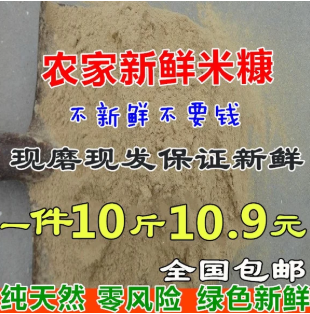 农家新鲜米糠
不新鲜不要钱
现磨现发保证新鲜
一件10斤10.9元
全国包邮
纯天然 零风险 绿色新鲜